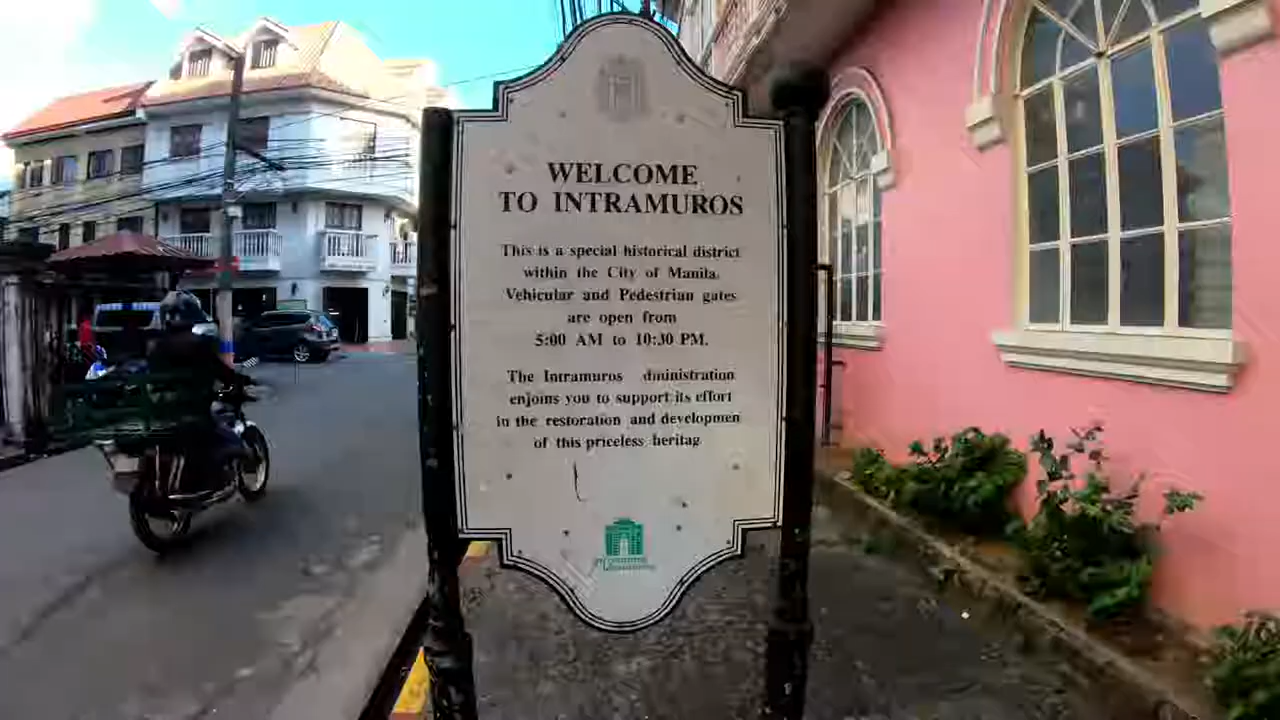 WELCOME
TO INTRAMUROS
This is a special historical district
within the City of Manila.
Vehicular and Pedestrian gates
are open from
5:00 AM to 10:30 PM.
The Intramuros dministration
enjoins you to support its effort
in the restoration and developmen
of this priceless heritag